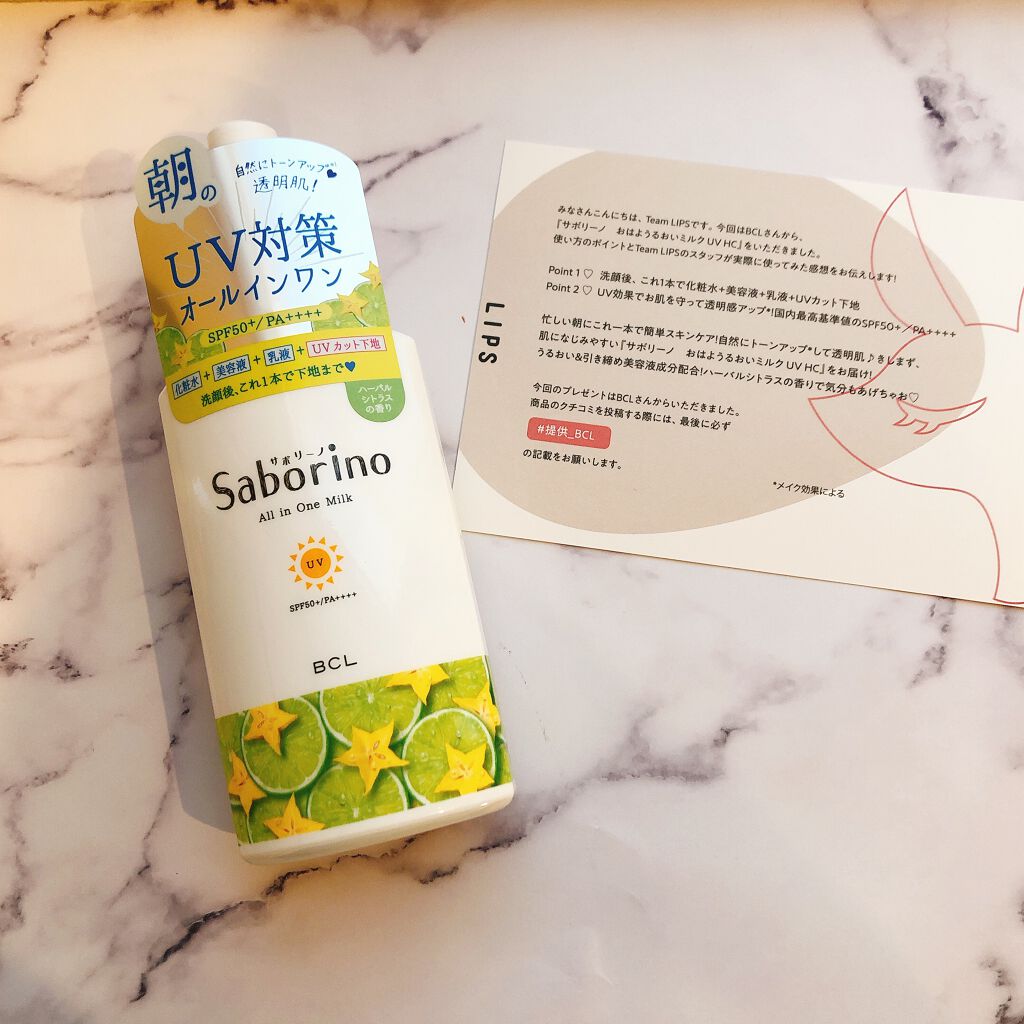 朝の
自然にトーンアップ
透明肌!
UV対策
オールインワン
SPF50+/PA++++
化粧水+美容液+乳液+UVカット下地
洗顔後、これ1本で下地まで♥
ハーバル
シトラス
の香り
サボリーノ
Saborino
All in One Milk
UV
SPF50+/PA++++
BCL
LIPS
みなさんこんにちは、Team LIPSです。今回はBCLさんから、
『サボリーノ　おはようるおいミルク UV HC』をいただきました。
使い方のポイントとTeam LIPSのスタッフが実際に使ってみた感想をお伝えします!
Point 1 ♡ 洗顔後、これ1本で化粧水+美容液+乳液+UVカット下地
Point 2 ♡ UV効果でお肌を守って透明感アップ*!国内最高基準値のSPF50+／PA++++
忙しい朝にこれ一本で簡単スキンケア!自然にトーンアップ*して透明肌♪きしまず、
肌になじみやすい『サボリーノ　おはようるおいミルク UV HC』をお届け!
うるおい&引き締め美容液成分配合!ハーバルシトラスの香りで気分もあげちゃお♡
今回のプレゼントはBCLさんからいただきました。
商品のクチコミを投稿する際には、最後に必ず
#提供_BCL
の記載をお願いします。
*メイク効果による